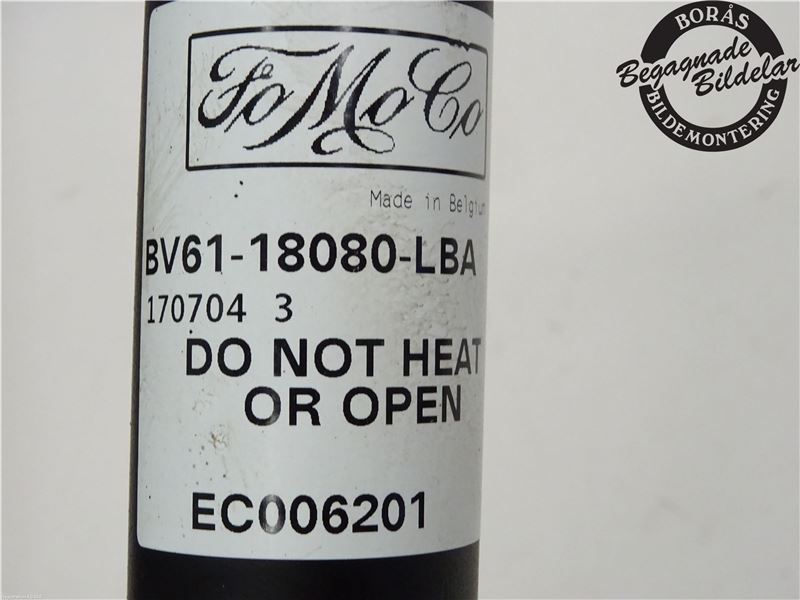 FoMoCo
Made in Belgium
BV61-18080-LBA
170704 3
DO NOT HEAT
OR OPEN
EC006201
BORÅS
Begagnade
Bildelar
BILDEMONTERING